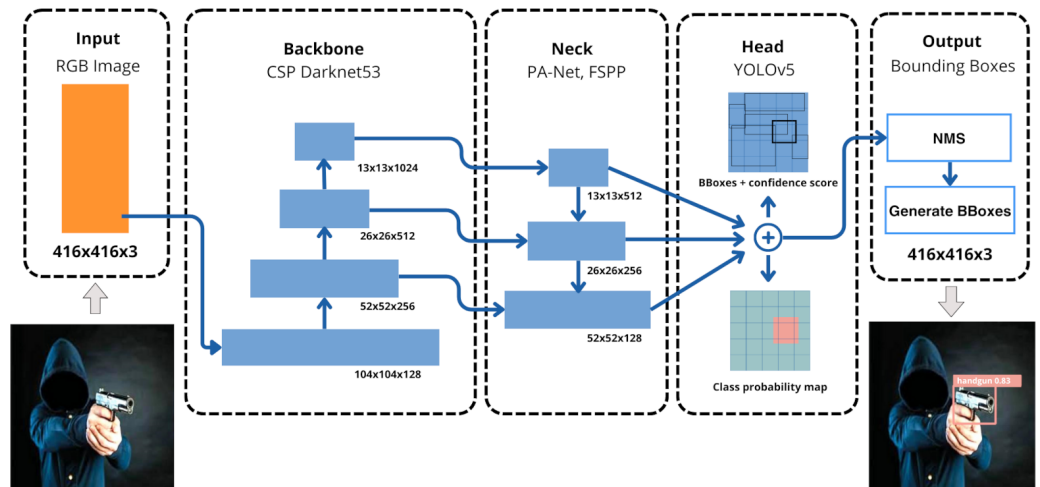 Input
RGB Image
416x416x3
Backbone
CSP Darknet53
13x13x1024
26x26x512
52x52x256
104x104x128
Neck
PA-Net, FSPP
13x13x512
26x26x256
52x52x128
Head
YOLOv5
BBoxes + confidence score
Class probability map
Output
Bounding Boxes
NMS
Generate BBoxes
416x416x3
handgun 0.83